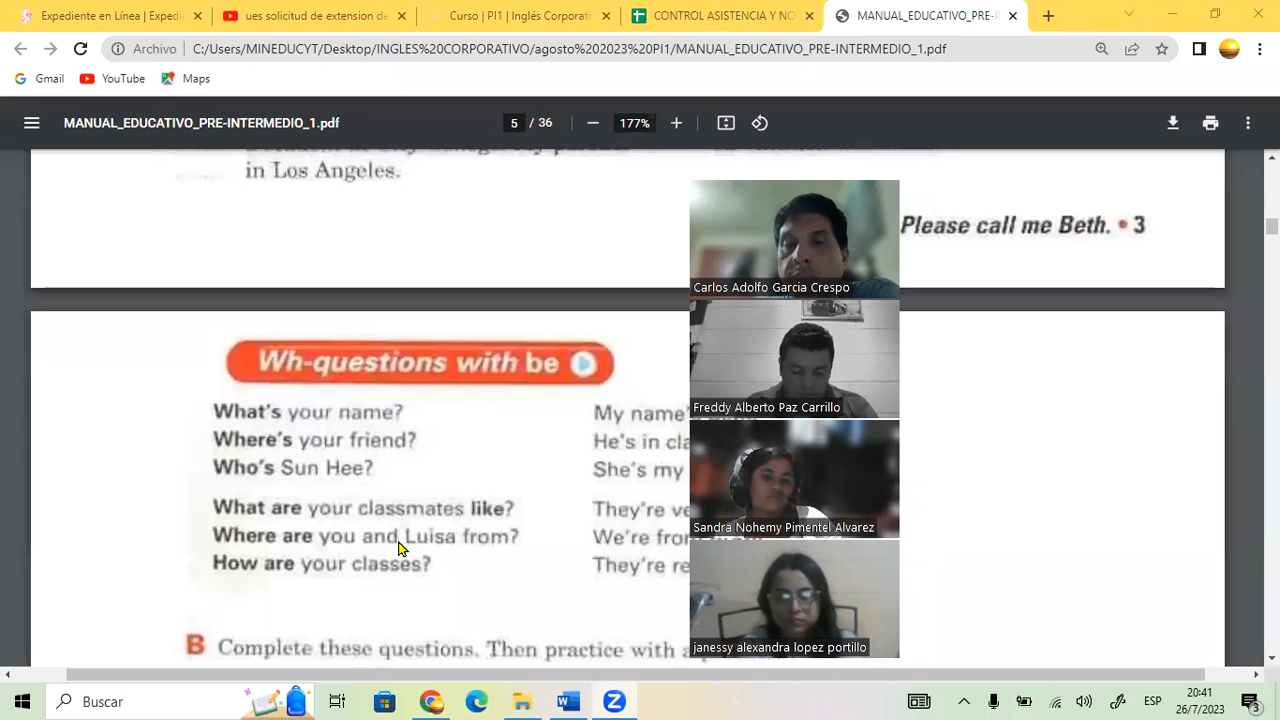 Expediente en Línea | Expedi
ues solicitud de extension de
Curso | PI1 | Inglés Corporati
CONTROL ASISTENCIA Y NO
MANUAL_EDUCATIVO_PRE-I
Archivo C:/Users/MINEDUCYT/Desktop/INGLES%20CORPORATIVO/agosto%202023%20PI1/MANUAL_EDUCATIVO_PRE-INTERMEDIO_1.pdf
Gmail YouTube Maps
MANUAL_EDUCATIVO_PRE-INTERMEDIO_1.pdf 5 / 36 177%
in Los Angeles.
Please call me Beth. • 3
Carlos Adolfo Garcia Crespo
Wh-questions with be
What's your name? My name'
Where's your friend? He's in cla
Who's Sun Hee? She's my
Freddy Alberto Paz Carrillo
What are your classmates like? They're ve
Where are you and Luisa from? We're fro
How are your classes? They're re
Sandra Nohemy Pimentel Alvarez
B Complete these questions. Then practice with a p
janessy alexandra lopez portillo
Buscar
ESP
20:41
26/7/2023
3